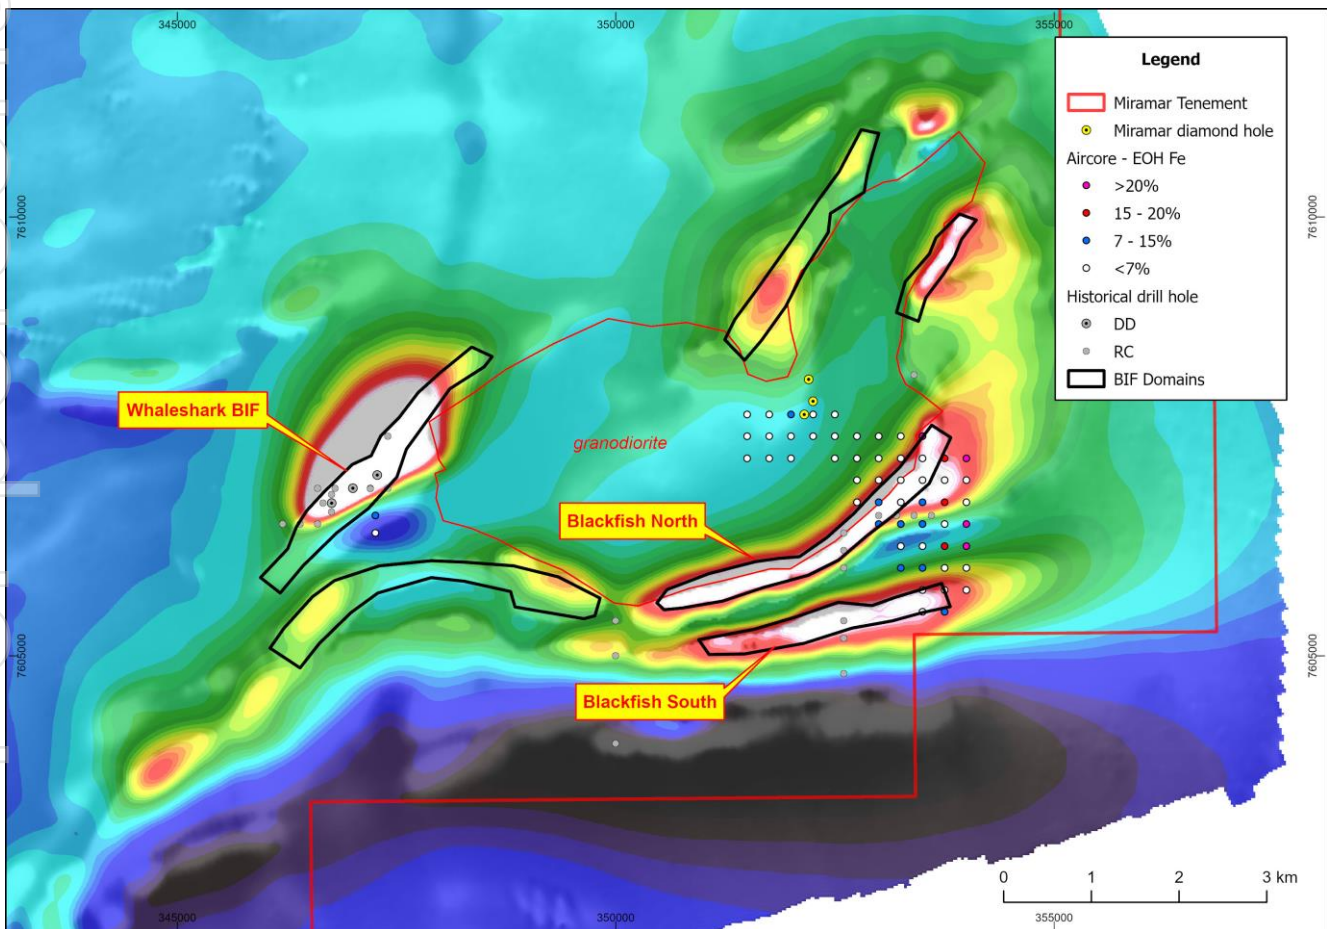 345000
350000
355000
Legend
Miramar Tenement
Miramar diamond hole
Aircore - EOH Fe
>20%
15 - 20%
7 - 15%
<7%
Historical drill hole
DD
RC
BIF Domains
7610000
7610000
Whaleshark BIF
granodiorite
Blackfish North
7605000
7605000
Blackfish South
0 1 2 3 km
345000
350000
355000